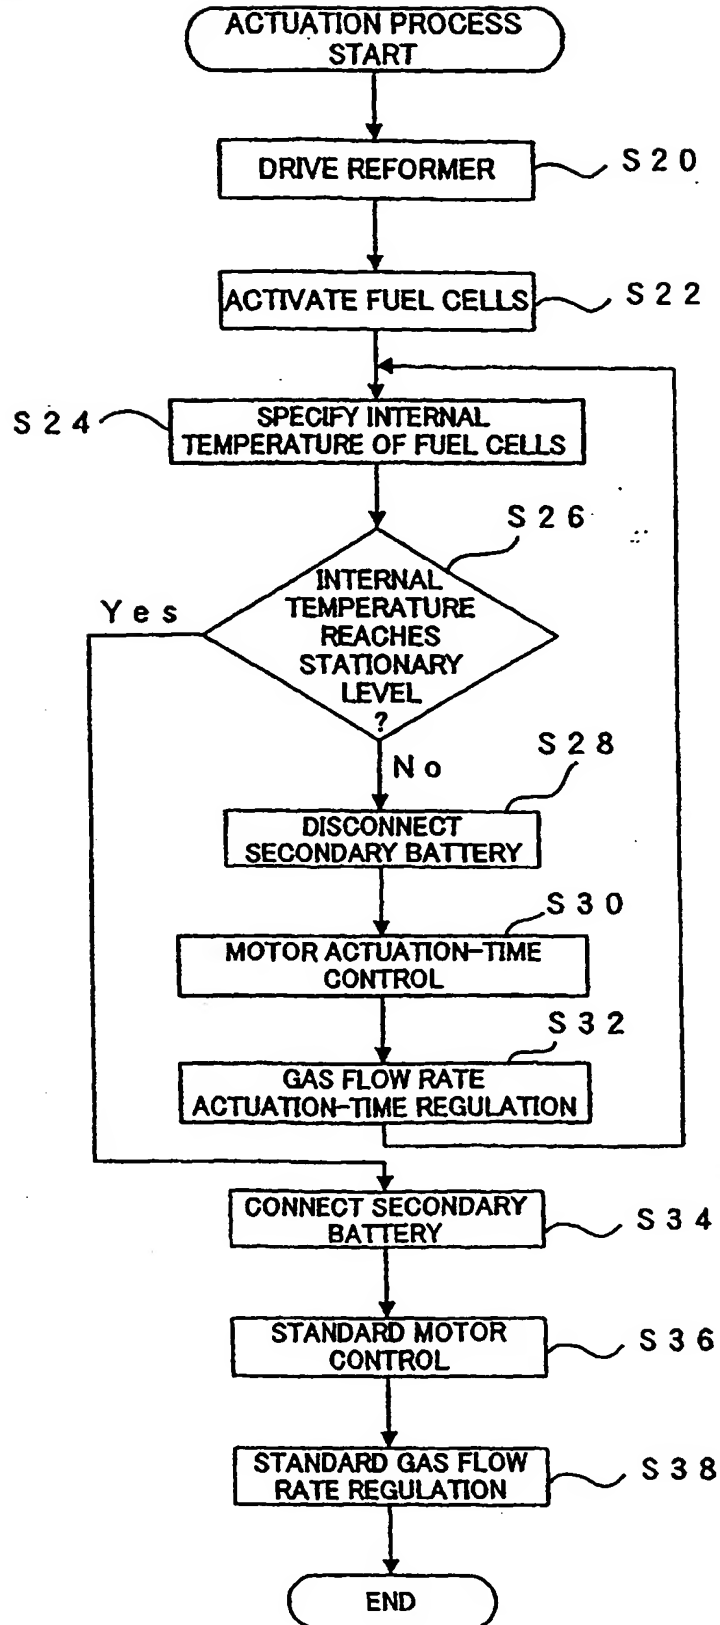 ACTUATION PROCESS
START
DRIVE REFORMER
S20
ACTIVATE FUEL CELLS
S22
S24
SPECIFY INTERNAL
TEMPERATURE OF FUEL CELLS
S26
INTERNAL
TEMPERATURE
REACHES
STATIONARY
LEVEL
?
Yes
No
S28
DISCONNECT
SECONDARY BATTERY
S30
MOTOR ACTUATION-TIME
CONTROL
S32
GAS FLOW RATE
ACTUATION-TIME REGULATION
CONNECT SECONDARY
BATTERY
S34
STANDARD MOTOR
CONTROL
S36
STANDARD GAS FLOW
RATE REGULATION
S38
END